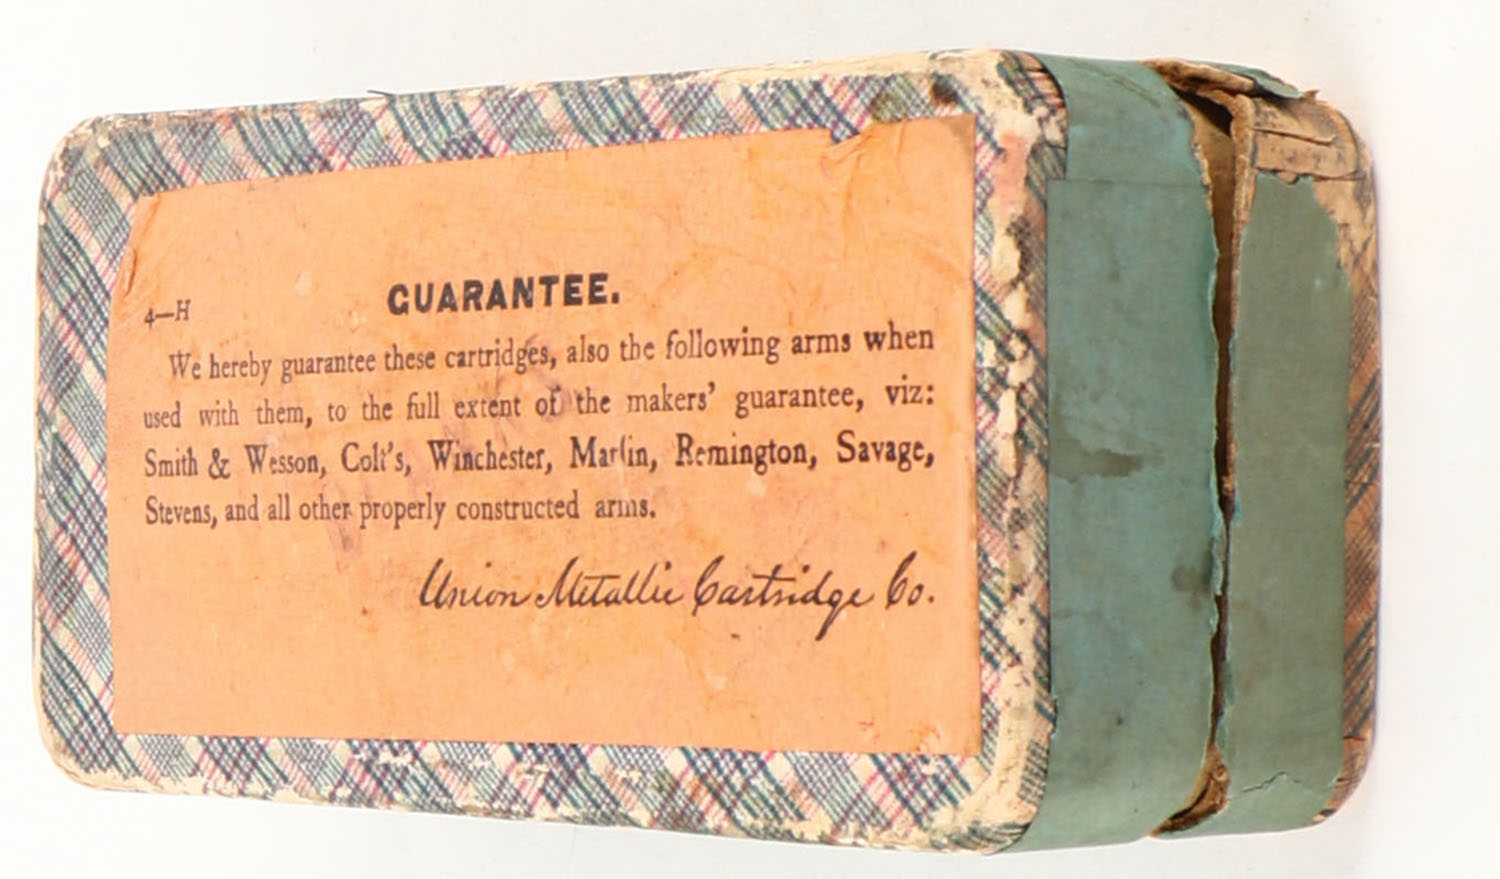 4—H
GUARANTEE.
We hereby guarantee these cartridges, also the following arms when
used with them, to the full extent of the makers' guarantee, viz:
Smith & Wesson, Colt's, Winchester, Marlin, Remington, Savage,
Stevens, and all other properly constructed arms.
Union Metallic Cartridge Co.